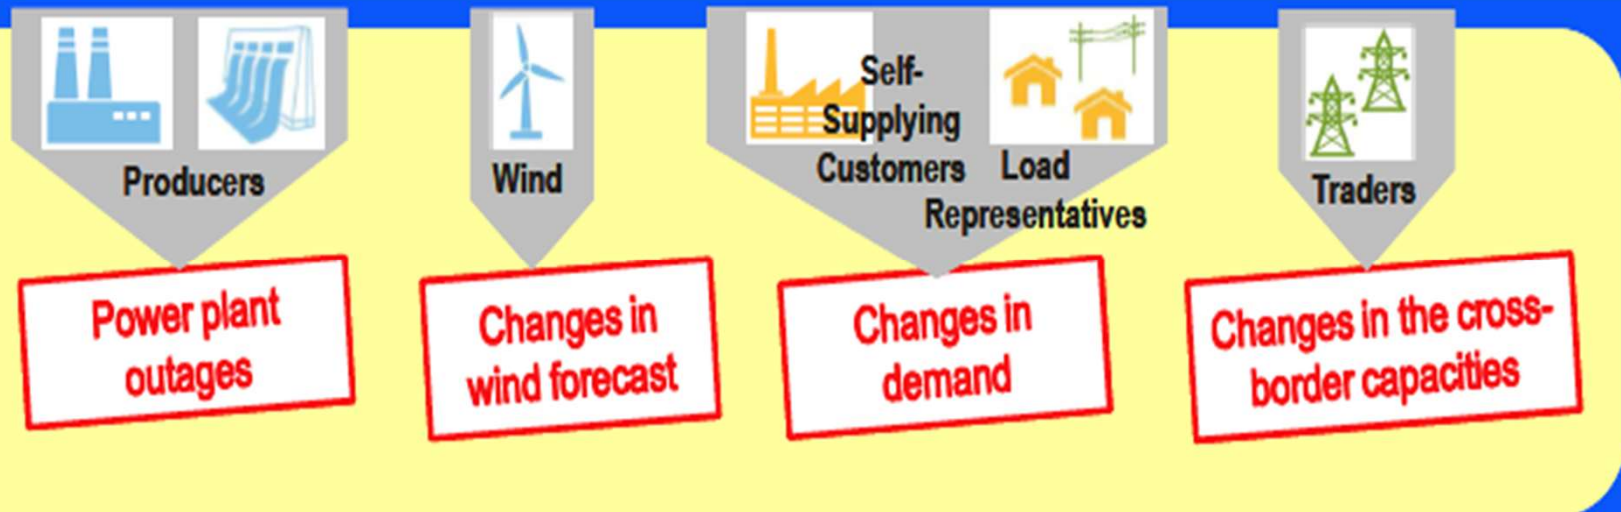 Producers
Power plant
outages
Wind
Changes in
wind forecast
Self-
Supplying
Customers
Load
Representatives
Changes in
demand
Traders
Changes in the cross-
border capacities